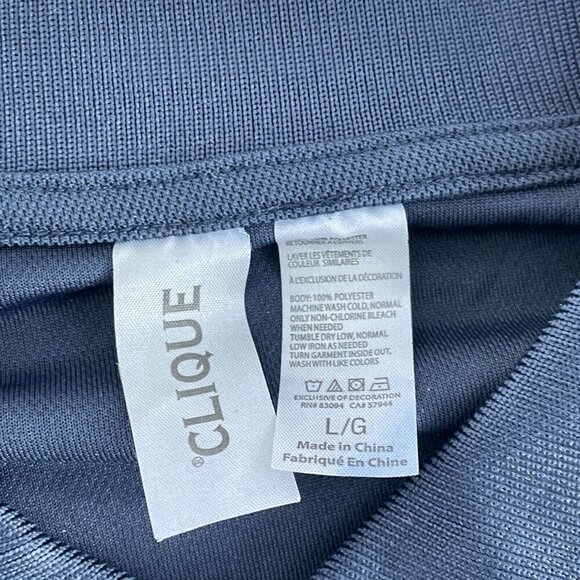 ®CLIQUE
RETOURNER À L'ENVERS,
LAVER LES VÊTEMENTS DE
COULEUR SIMILAIRES
À L'EXCLUSION DE LA DÉCORATION
BODY: 100% POLYESTER
MACHINE WASH COLD, NORMAL
ONLY NON-CHLORINE BLEACH
WHEN NEEDED
TUMBLE DRY LOW, NORMAL
LOW IRON AS NEEDED
TURN GARMENT INSIDE OUT,
WASH WITH LIKE COLORS
EXCLUSIVE OF DECORATION
RN# 83094 CA# 57944
L/G
Made in China
Fabriqué En Chine